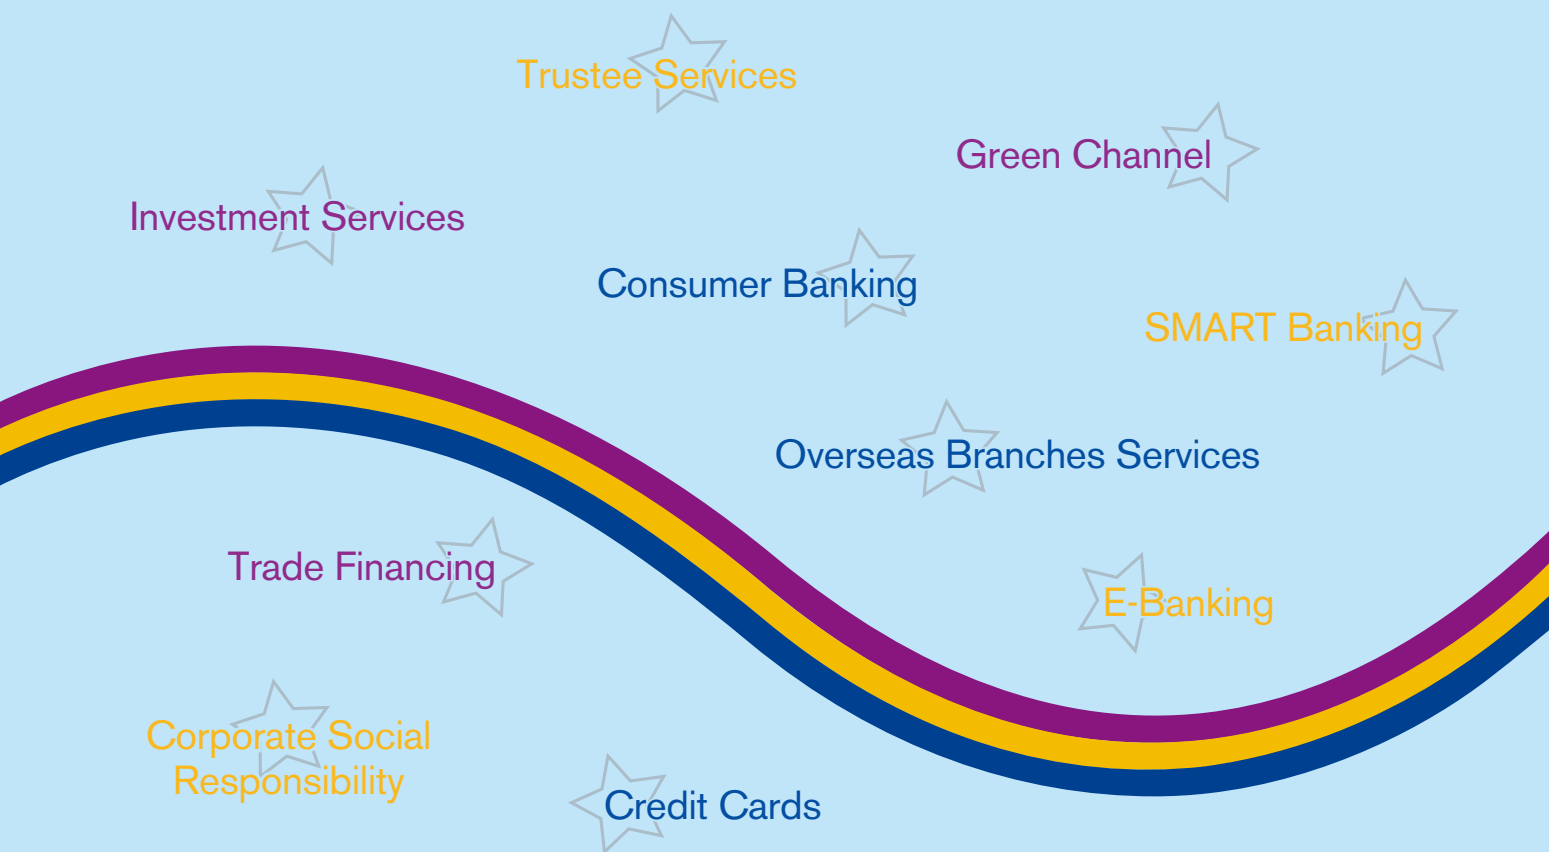 Trustee Services
Green Channel
Investment Services
Consumer Banking
SMART Banking
Overseas Branches Services
Trade Financing
E-Banking
Corporate Social
Responsibility
Credit Cards